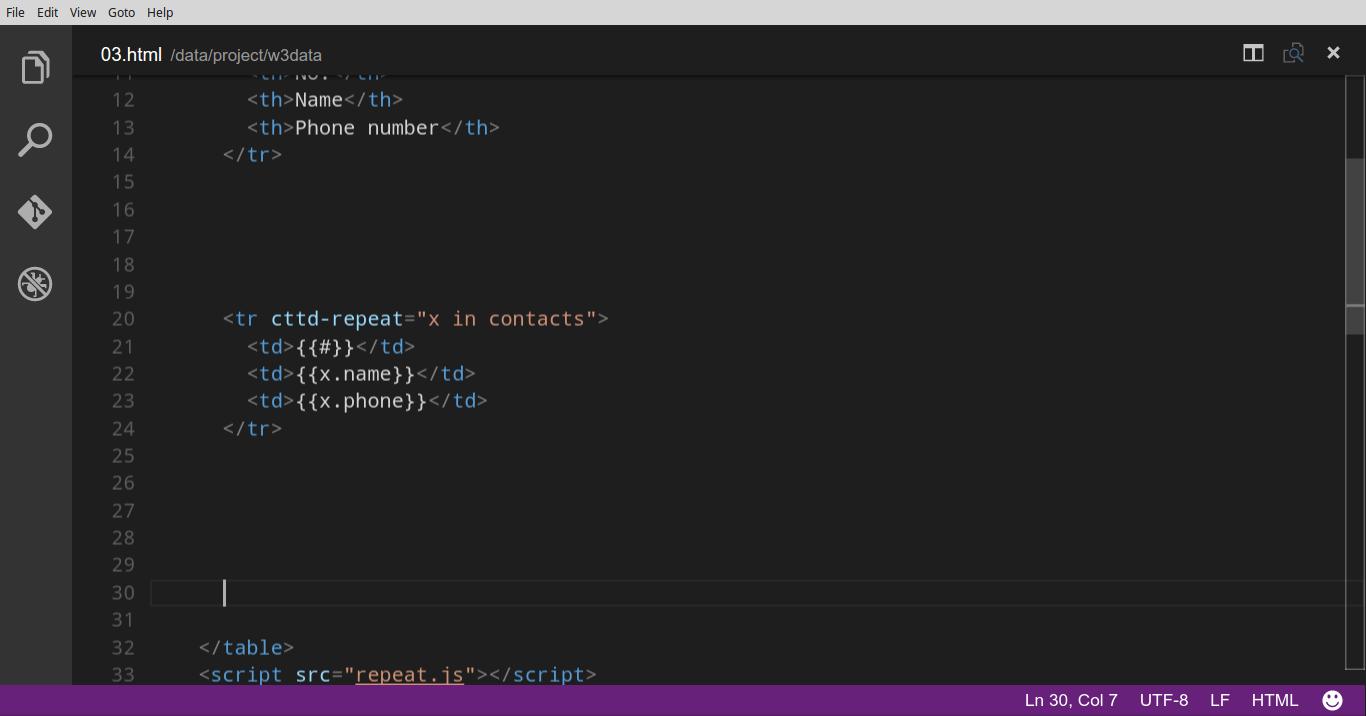 File Edit View Goto Help
03.html /data/project/w3data
11 <th>No.</th>
12 <th>Name</th>
13 <th>Phone number</th>
14 </tr>
15
16
17
18
19
20 <tr cttd-repeat="x in contacts">
21 <td>{{#}}</td>
22 <td>{{x.name}}</td>
23 <td>{{x.phone}}</td>
24 </tr>
25
26
27
28
29
30
31
32 </table>
33 <script src="repeat.js"></script>
Ln 30, Col 7 UTF-8 LF HTML